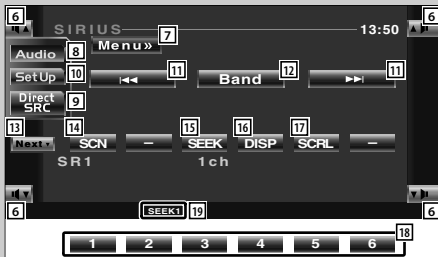 6 6
SIRIUS 7 13:50
Menu»
Audio 8
SetUp 10 11 Band 12 11
Direct SRC 9
13 14 15 16 17
Next SCN – SEEK DISP SCRL –
SR1 1ch
6 SEEK1 19 6
18
1 2 3 4 5 6